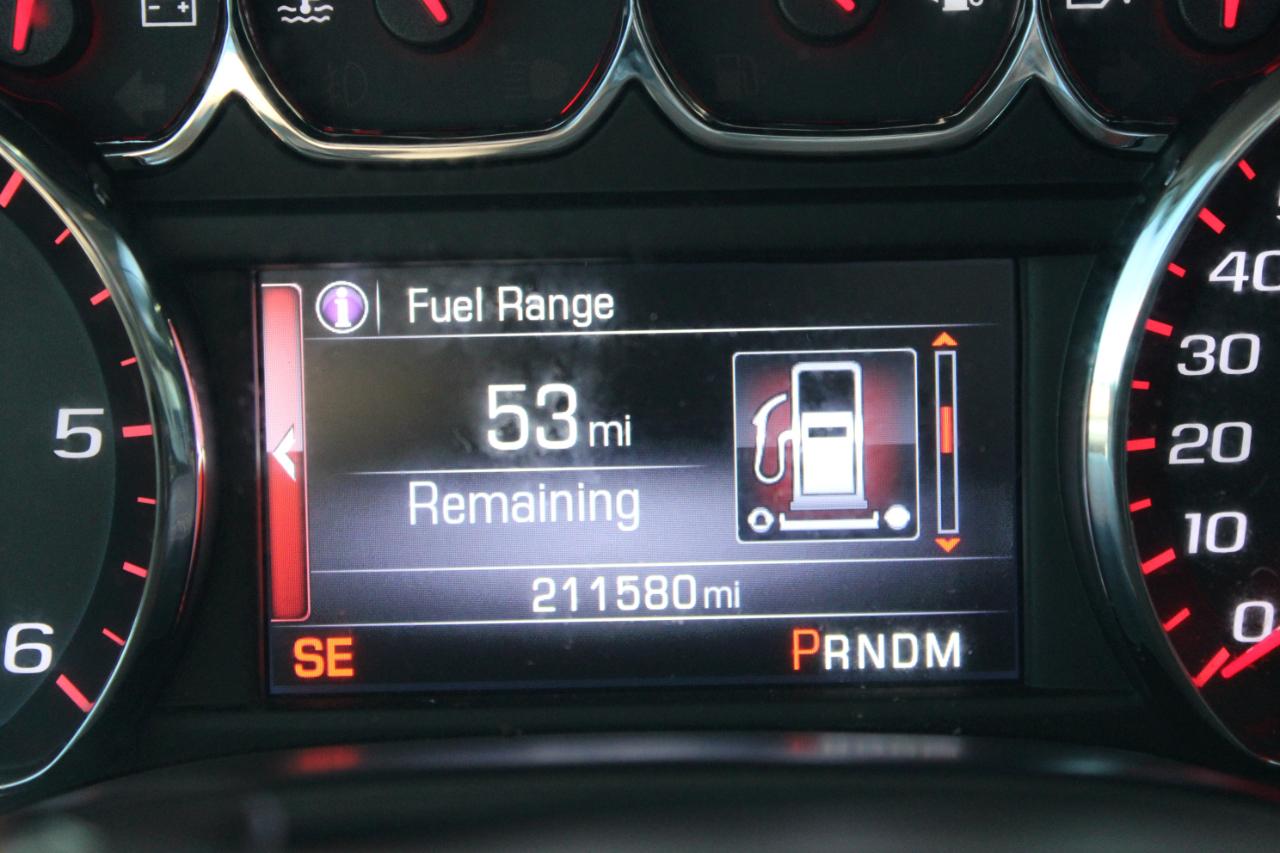 Fuel Range
53 mi
Remaining
211580 mi
SE
PRNDM
5
6
40
30
20
10
0